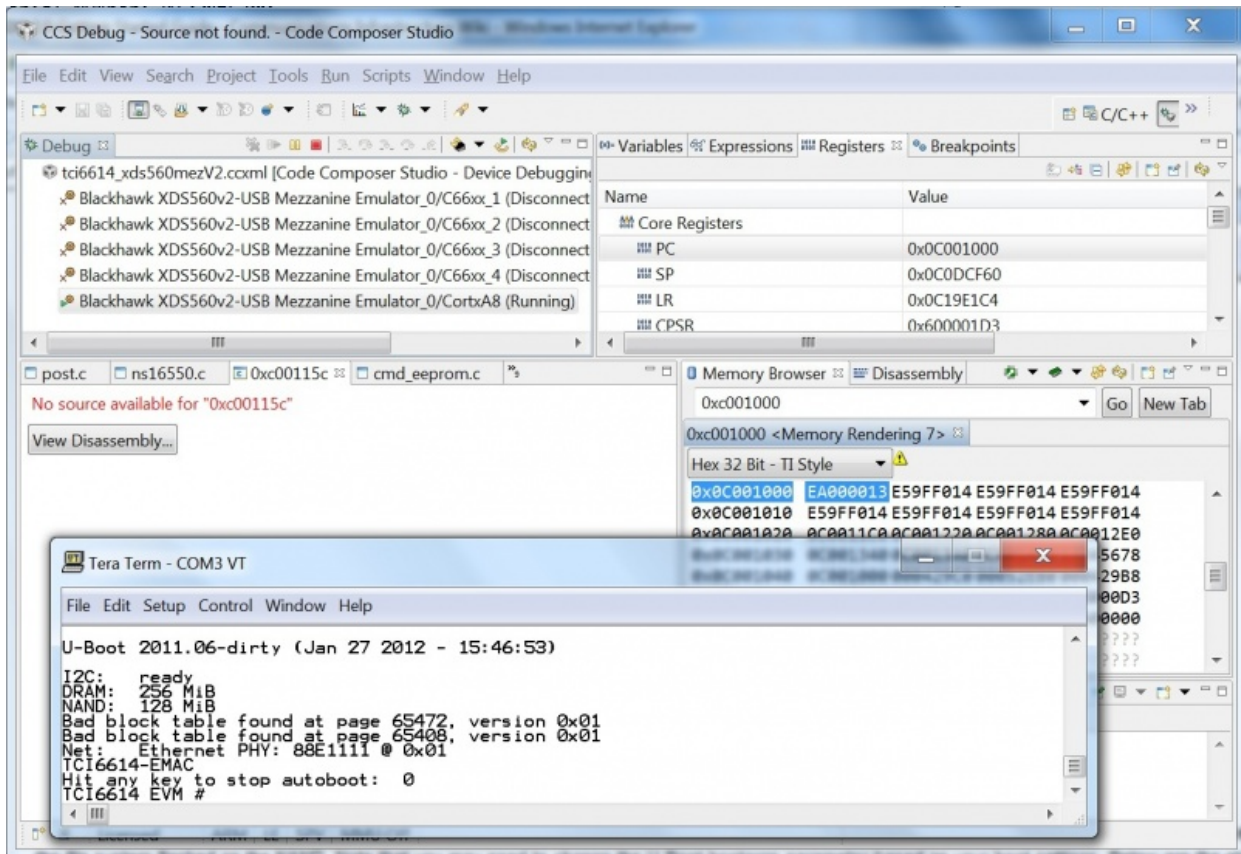 CCS Debug - Source not found. - Code Composer Studio
File Edit View Search Project Tools Run Scripts Window Help
C/C++
Debug
tci6614_xds560mezV2.ccxml [Code Composer Studio - Device Debugging
Blackhawk XDS560v2-USB Mezzanine Emulator_0/C66xx_1 (Disconnect
Blackhawk XDS560v2-USB Mezzanine Emulator_0/C66xx_2 (Disconnect
Blackhawk XDS560v2-USB Mezzanine Emulator_0/C66xx_3 (Disconnect
Blackhawk XDS560v2-USB Mezzanine Emulator_0/C66xx_4 (Disconnect
Blackhawk XDS560v2-USB Mezzanine Emulator_0/CortxA8 (Running)
Variables Expressions Registers Breakpoints
Name Value
Core Registers
PC 0x0C001000
SP 0x0C0DCF60
LR 0x0C19E1C4
CPSR 0x600001D3
post.c ns16550.c 0xc00115c cmd_eeprom.c »5
No source available for "0xc00115c"
View Disassembly...
Memory Browser Disassembly
0xc001000 Go New Tab
0xc001000 <Memory Rendering 7>
Hex 32 Bit - TI Style
0x0C001000 EA000013 E59FF014 E59FF014 E59FF014
0x0C001010 E59FF014 E59FF014 E59FF014 E59FF014
0x0C001020 0C0011C0 0C001220 0C001280 0C0012E0
5678
29B8
00D3
0000
????
????
Tera Term - COM3 VT
File Edit Setup Control Window Help
U-Boot 2011.06-dirty (Jan 27 2012 - 15:46:53)
I2C: ready
DRAM: 256 MiB
NAND: 128 MiB
Bad block table found at page 65472, version 0x01
Bad block table found at page 65408, version 0x01
Net: Ethernet PHY: 88E1111 @ 0x01
TCI6614-EMAC
Hit any key to stop autoboot: 0
TCI6614 EVM #